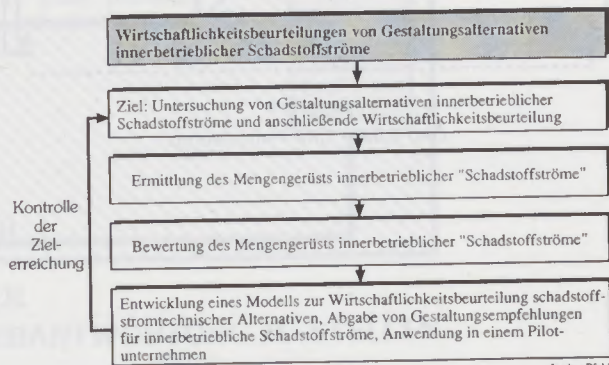 Wirtschaftlichkeitsbeurteilungen von Gestaltungsalternativen
innerbetrieblicher Schadstoffströme
Ziel: Untersuchung von Gestaltungsalternativen innerbetrieblicher
Schadstoffströme und anschließende Wirtschaftlichkeitsbeurteilung
Ermittlung des Mengengerüsts innerbetrieblicher "Schadstoffströme"
Kontrolle
der
Ziel-
erreichung
Bewertung des Mengengerüsts innerbetrieblicher "Schadstoffströme"
Entwicklung eines Modells zur Wirtschaftlichkeitsbeurteilung schadstoff-
stromtechnischer Alternativen, Abgabe von Gestaltungsempfehlungen
für innerbetriebliche Schadstoffströme, Anwendung in einem Pilot-
unternehmen